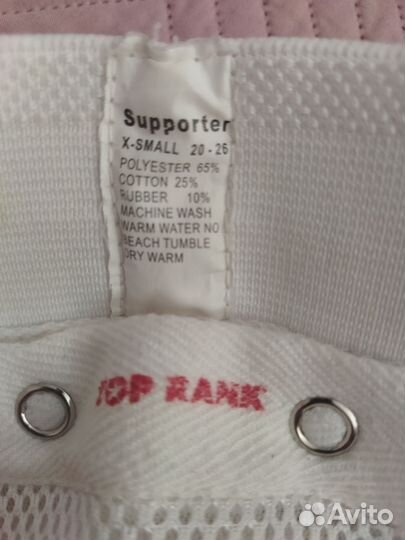 Supporter
X-SMALL 20 - 26
POLYESTER 65%
COTTON 25%
RUBBER 10%
MACHINE WASH
WARM WATER NO
BEACH TUMBLE
DRY WARM
TOP RANK
Avito